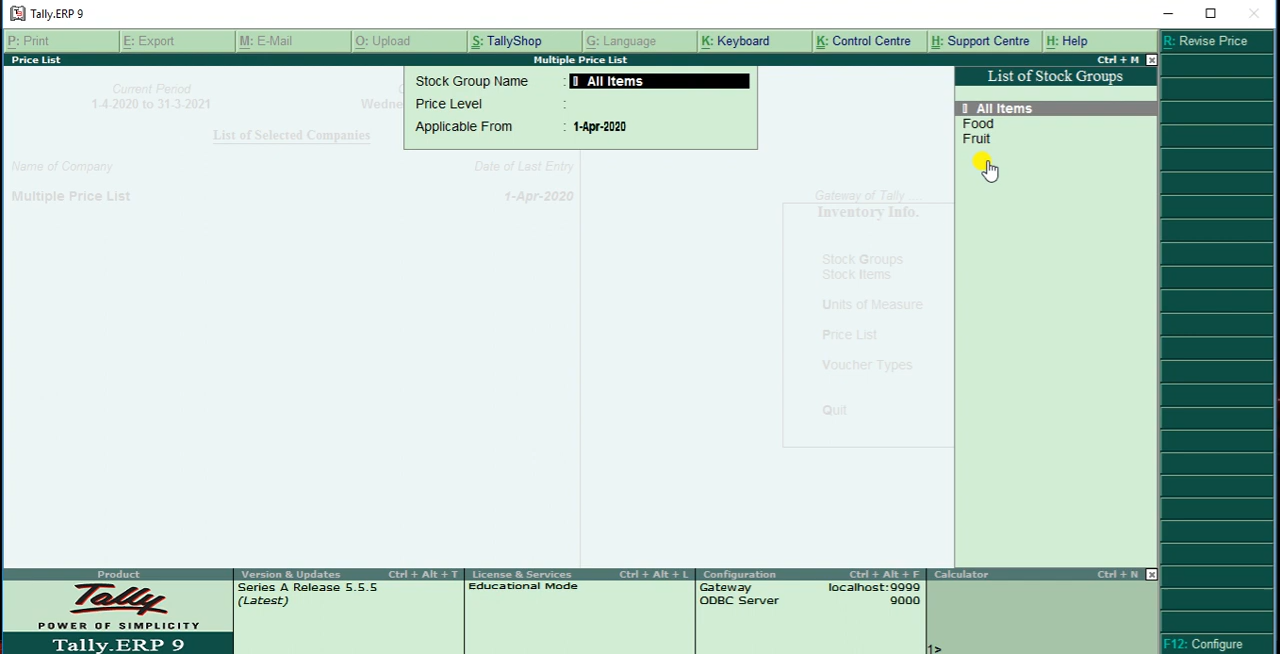 Tally.ERP 9
P: Print E: Export M: E-Mail O: Upload S: TallyShop G: Language K: Keyboard K: Control Centre H: Support Centre H: Help R: Revise Price
Price List Multiple Price List Ctrl + M
Stock Group Name : All Items
Price Level :
Applicable From : 1-Apr-2020
List of Stock Groups
All Items
Food
Fruit
Current Period
1-4-2020 to 31-3-2021
List of Selected Companies
Name of Company Date of Last Entry
Multiple Price List 1-Apr-2020
Gateway of Tally ....
Inventory Info.
Stock Groups
Stock Items
Units of Measure
Price List
Voucher Types
Quit
Product
Tally
POWER OF SIMPLICITY
Tally.ERP 9
Version & Updates Ctrl + Alt + T
Series A Release 5.5.5
(Latest)
License & Services Ctrl + Alt + L
Educational Mode
Configuration Ctrl + Alt + F
Gateway localhost:9999
ODBC Server 9000
Calculator Ctrl + N
1>
F12: Configure